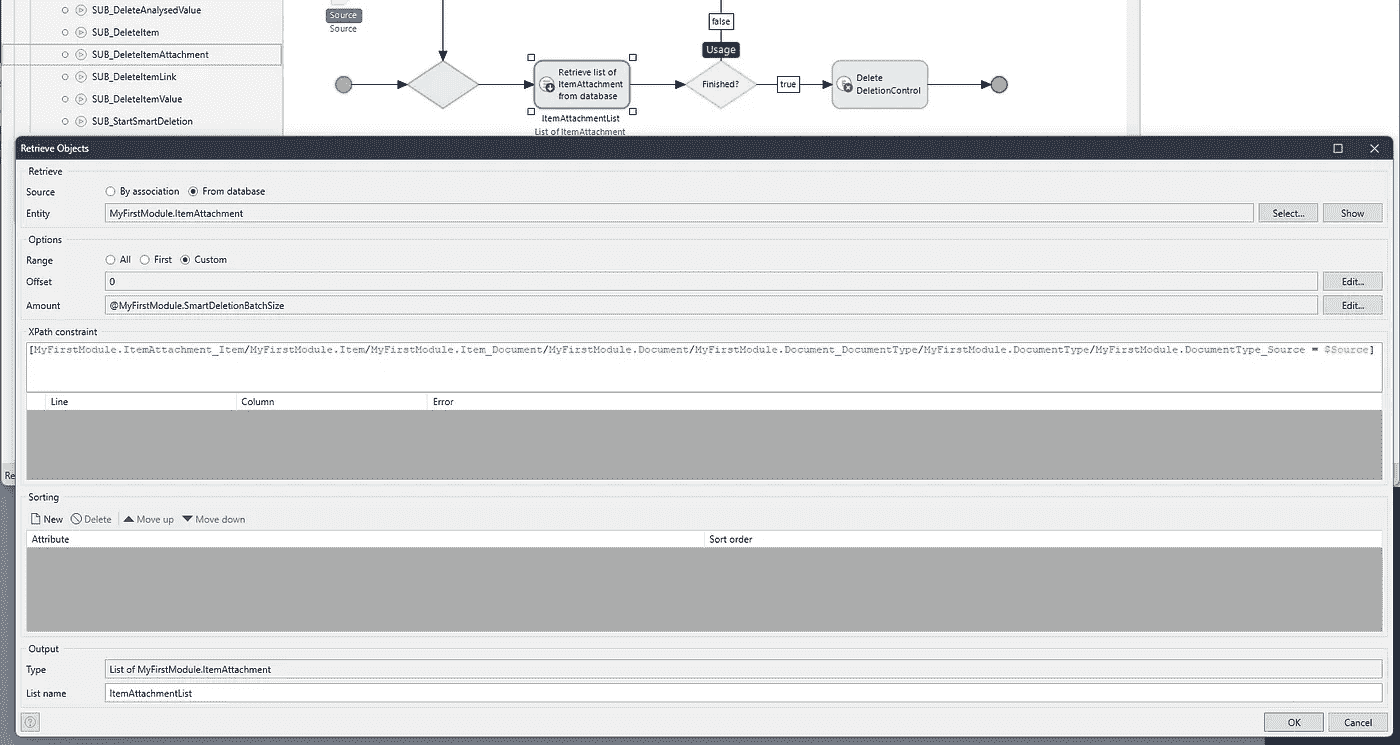 SUB_DeleteAnalysedValue
SUB_DeleteItem
SUB_DeleteItemAttachment
SUB_DeleteItemLink
SUB_DeleteItemValue
SUB_StartSmartDeletion
Source
Source
false
Usage
Retrieve list of
ItemAttachment
from database
Finished?
true
Delete
DeletionControl
ItemAttachmentList
List of ItemAttachment
Retrieve Objects
Retrieve
Source By association From database
Entity MyFirstModule.ItemAttachment Select... Show
Options
Range All First Custom
Offset 0 Edit...
Amount @MyFirstModule.SmartDeletionBatchSize Edit...
XPath constraint
[MyFirstModule.ItemAttachment_Item/MyFirstModule.Item/MyFirstModule.Item_Document/MyFirstModule.Document/MyFirstModule.Document_DocumentType/MyFirstModule.DocumentType/MyFirstModule.DocumentType_Source = $Source]
Line Column Error
Re
Sorting
New Delete Move up Move down
Attribute Sort order
Output
Type List of MyFirstModule.ItemAttachment
List name ItemAttachmentList
OK Cancel